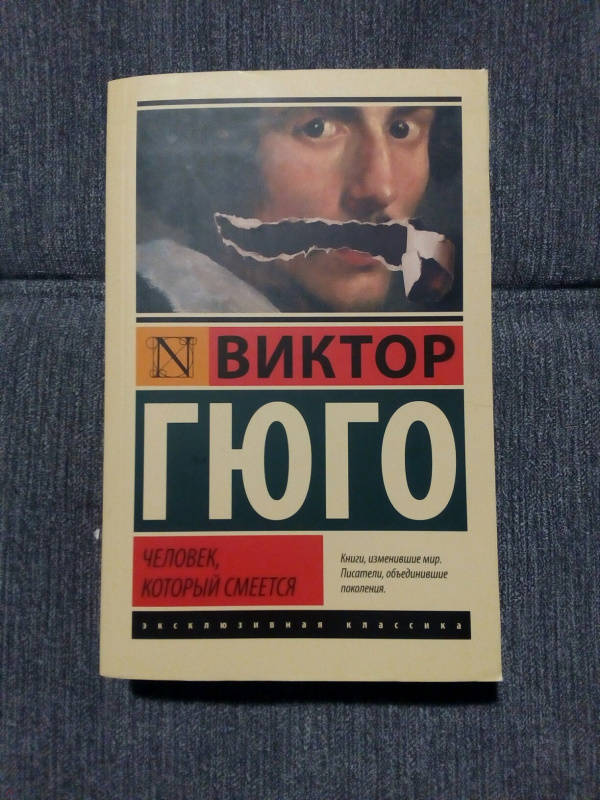 N ВИКТОР
ГЮГО
ЧЕЛОВЕК,
КОТОРЫЙ СМЕЕТСЯ
Книги, изменившие мир.
Писатели, объединившие
поколения.
эксклюзивная классика